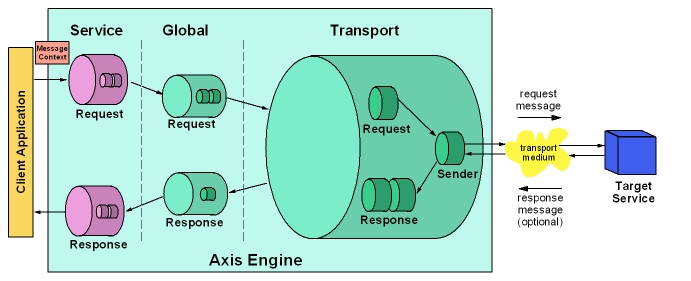 Service
Global
Transport
Message
Context
Client Application
Request
Request
Request
Sender
Response
Response
Response
request
message
transport
medium
response
message
(optional)
Target
Service
Axis Engine